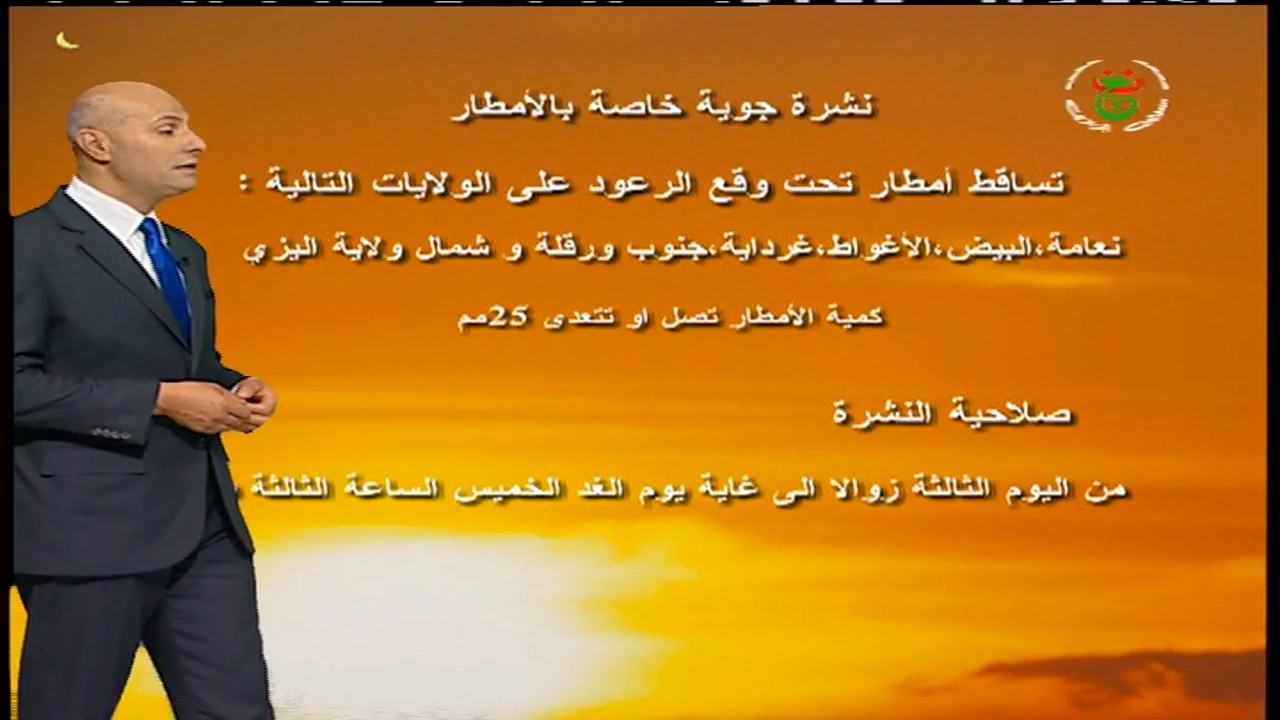 نشرة جوية خاصة بالأمطار
تساقط أمطار تحت وقع الرعود على الولايات التالية :
نعامة،البيض،الأغواط،غرداية،جنوب ورقلة و شمال ولاية اليزي
كمية الأمطار تصل او تتعدى 25مم
صلاحية النشرة
من اليوم الثالثة زوالا الى غاية يوم الغد الخميس الساعة الثالثة